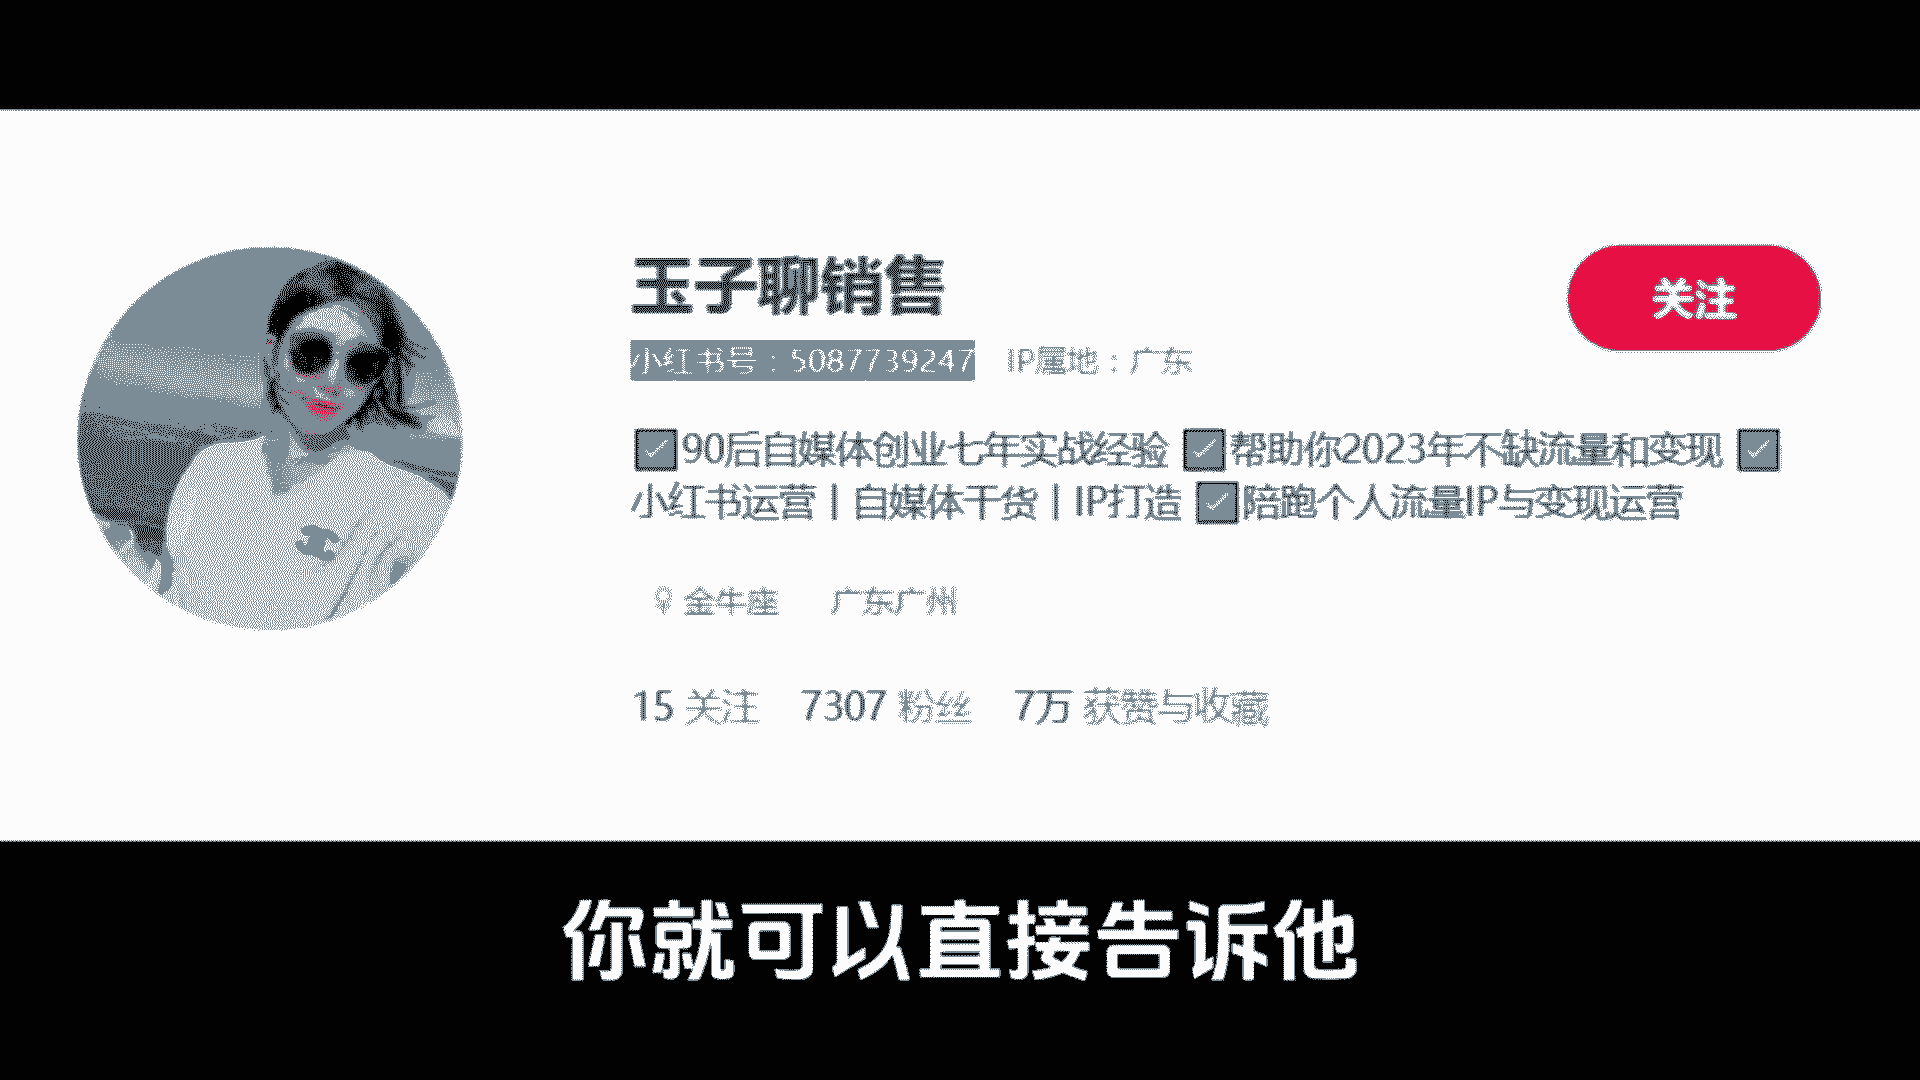 玉子聊销售
关注
小红书号：5087739247 IP属地：广东
90后自媒体创业七年实战经验 帮助你2023年不缺流量和变现
小红书运营丨自媒体干货丨IP打造 陪跑个人流量IP与变现运营
金牛座 广东广州
15 关注 7307 粉丝 7万 获赞与收藏
你就可以直接告诉他